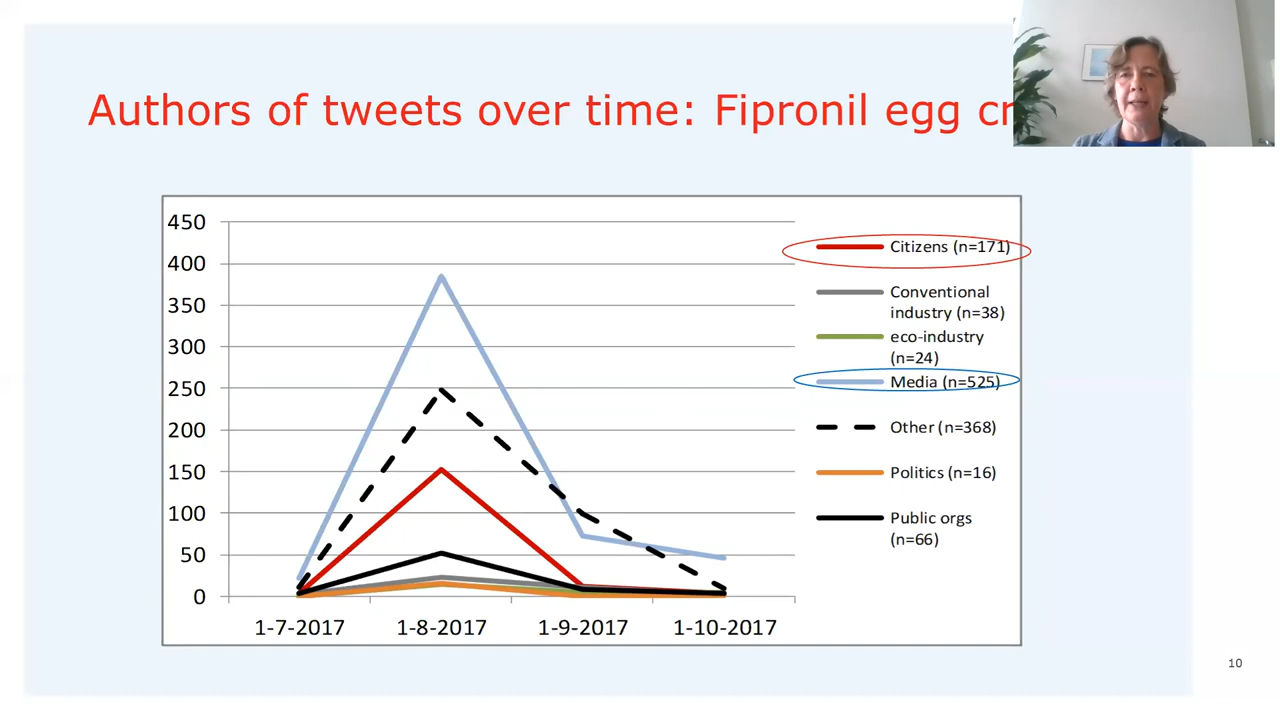 Authors of tweets over time: Fipronil egg
450
400
350
300
250
200
150
100
50
0
1-7-2017 1-8-2017 1-9-2017 1-10-2017
Citizens (n=171)
Conventional
industry (n=38)
eco-industry
(n=24)
Media (n=525)
Other (n=368)
Politics (n=16)
Public orgs
(n=66)
10